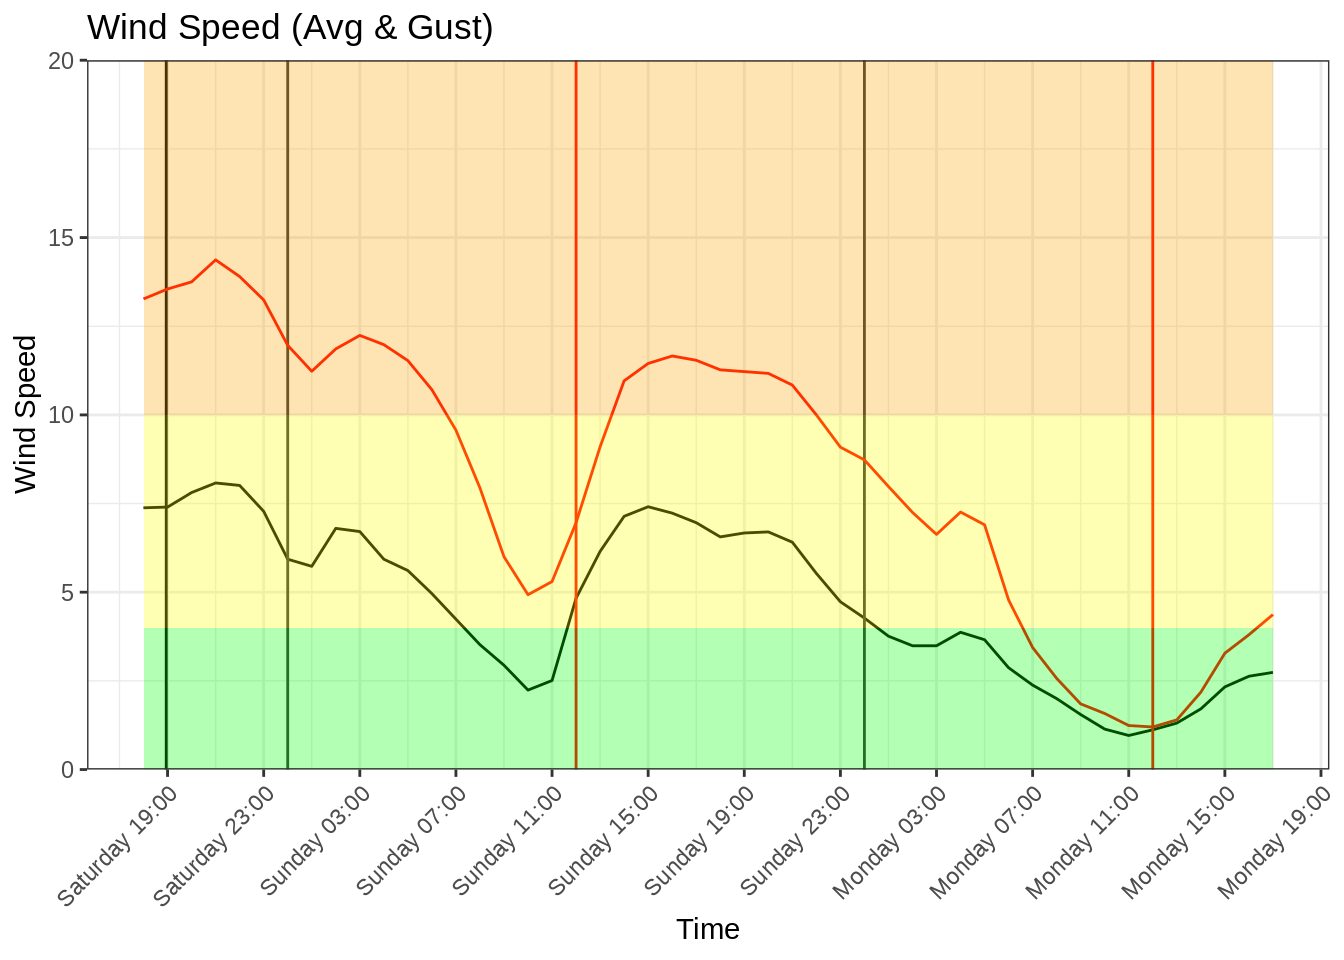 Wind Speed (Avg & Gust)
20
15
10
5
0
Wind Speed
Saturday 19:00
Saturday 23:00
Sunday 03:00
Sunday 07:00
Sunday 11:00
Sunday 15:00
Sunday 19:00
Sunday 23:00
Monday 03:00
Monday 07:00
Monday 11:00
Monday 15:00
Monday 19:00
Time